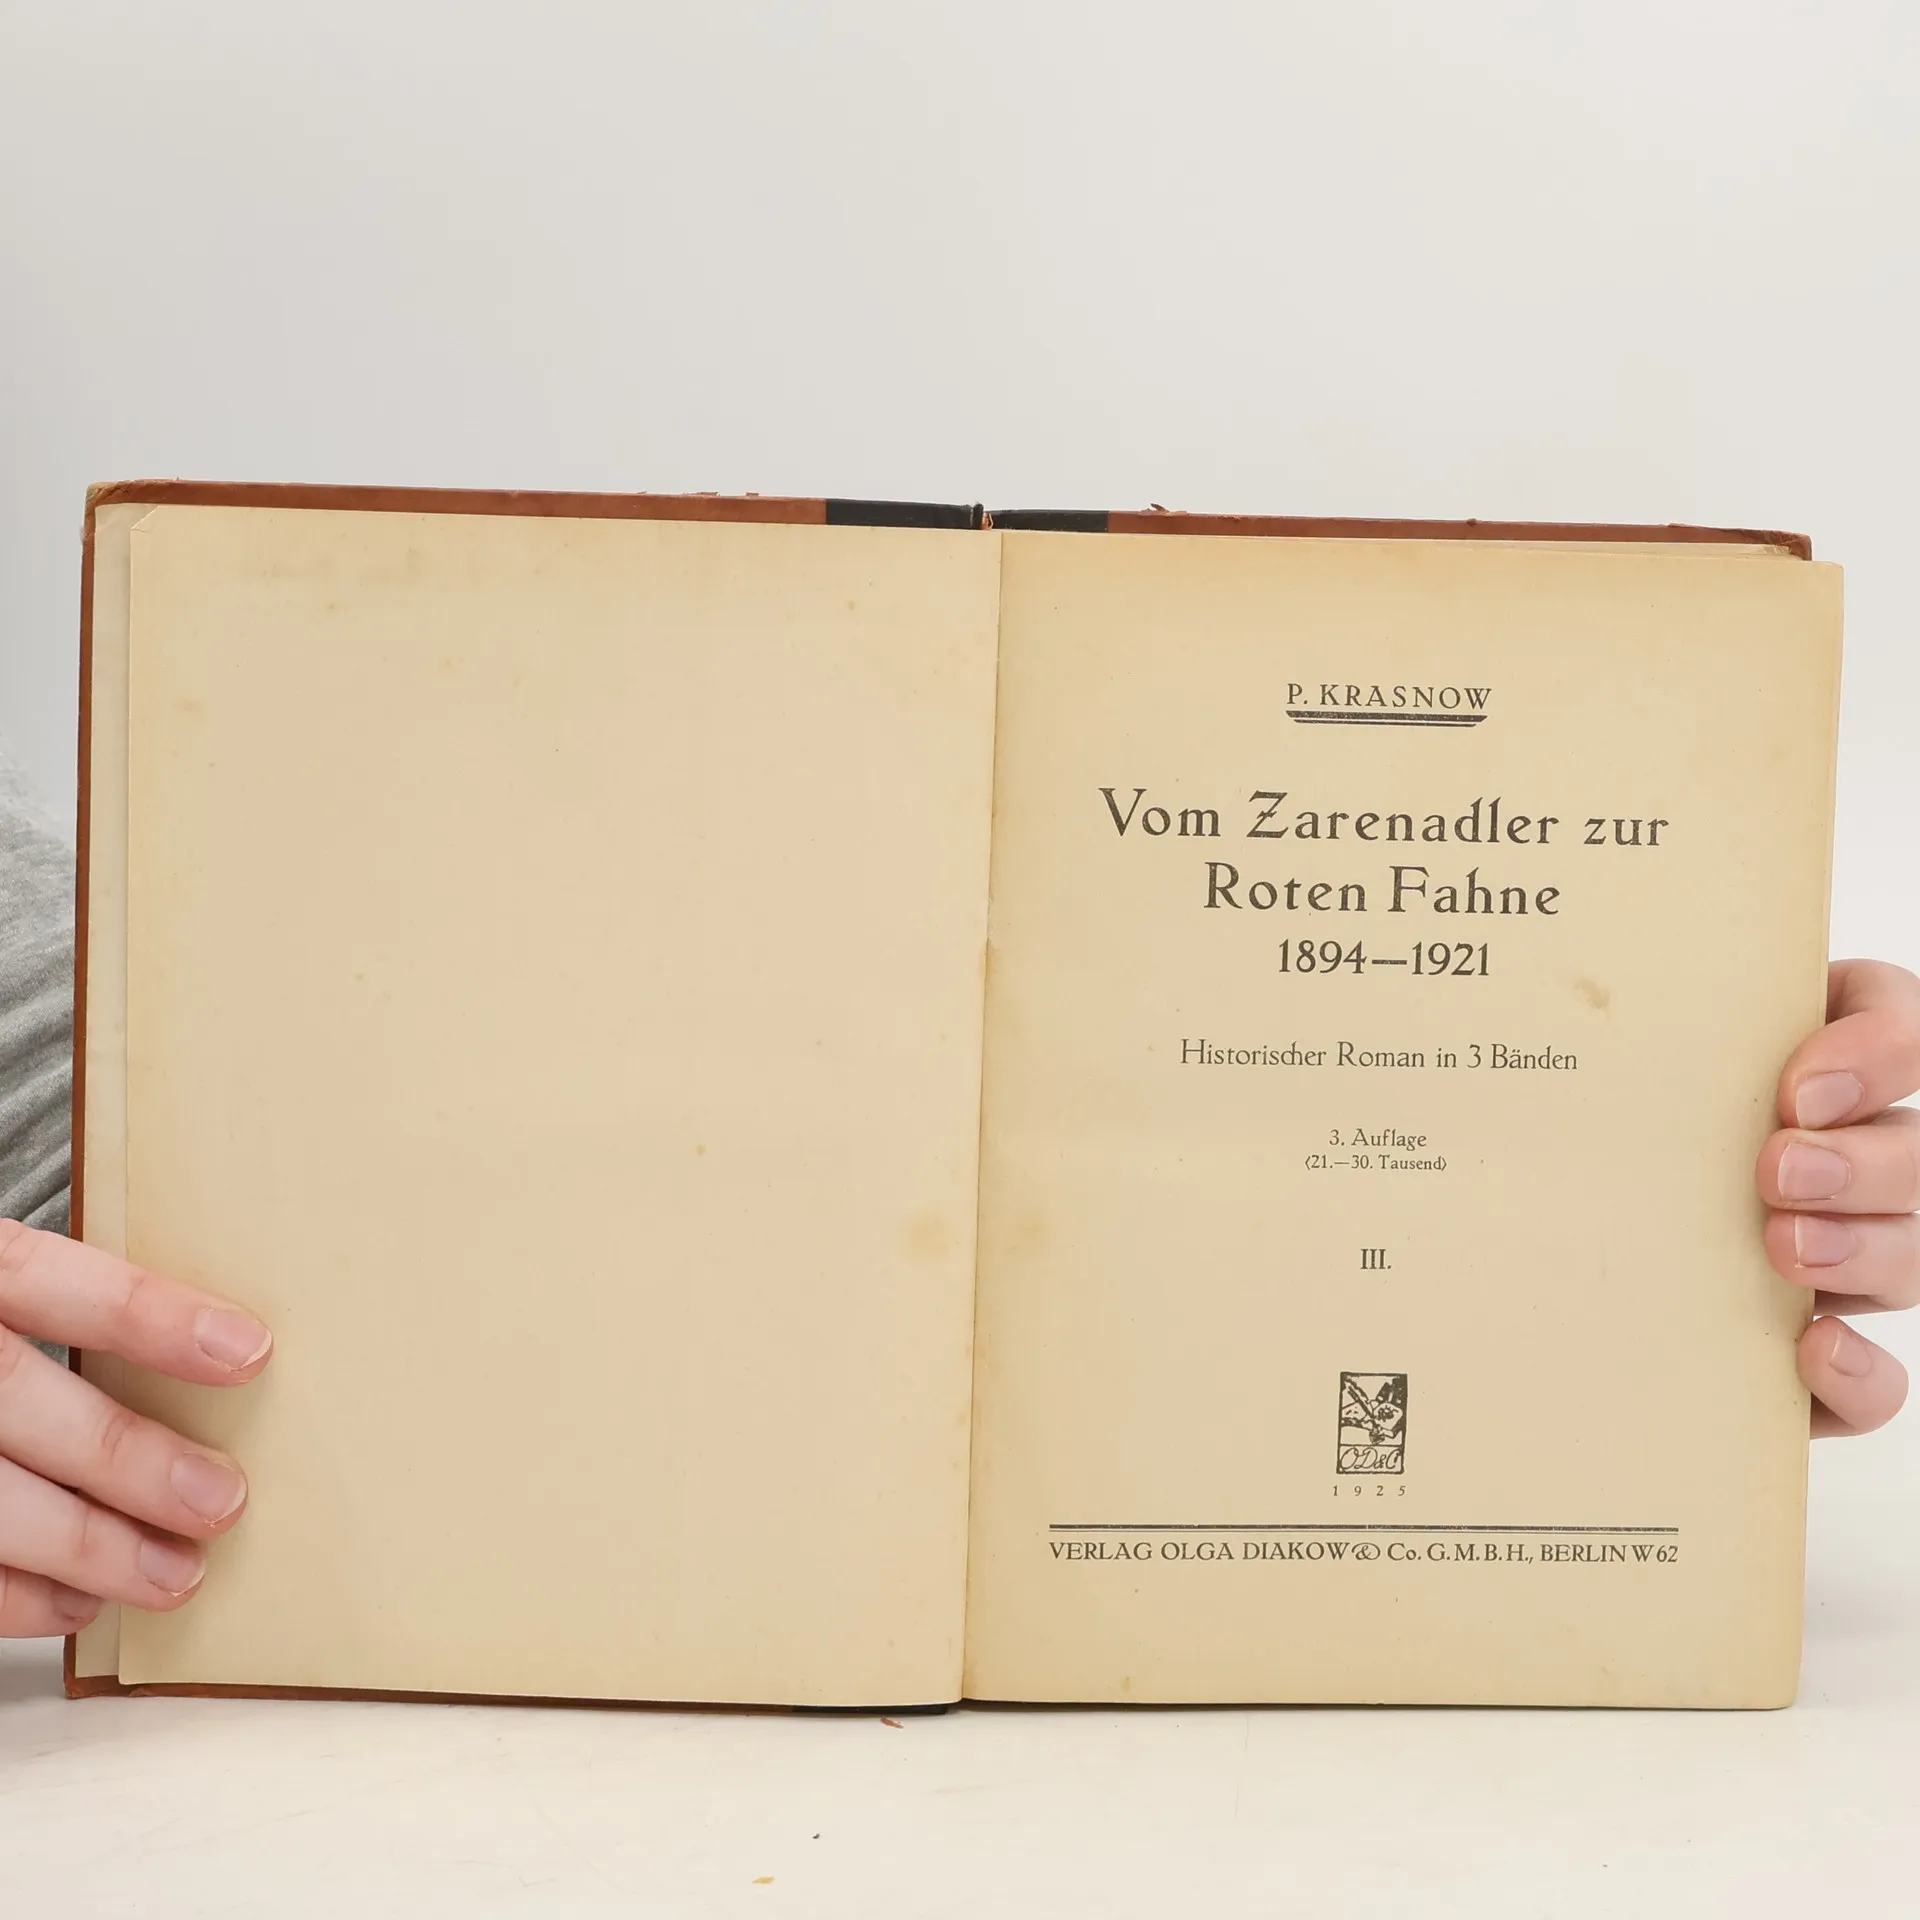 P. KRASNOW
Vom Zarenadler zur
Roten Fahne
1894—1921
Historischer Roman in 3 Bänden
3. Auflage
⟨21.—30. Tausend⟩
III.
O.D&C
1925
VERLAG OLGA DIAKOW & Co. G.M.B.H., BERLIN W 62